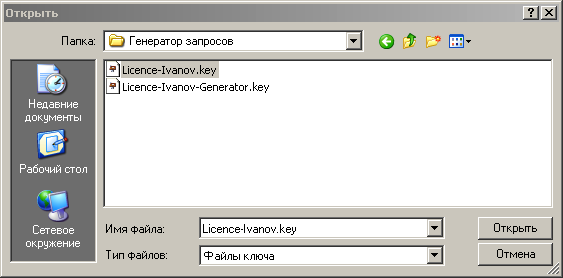 Открыть
Папка:
Генератор запросов
Недавние
документы
Рабочий стол
Сетевое
окружение
Licence-Ivanov.key
Licence-Ivanov-Generator.key
Имя файла:
Licence-Ivanov.key
Открыть
Тип файлов:
Файлы ключа
Отмена